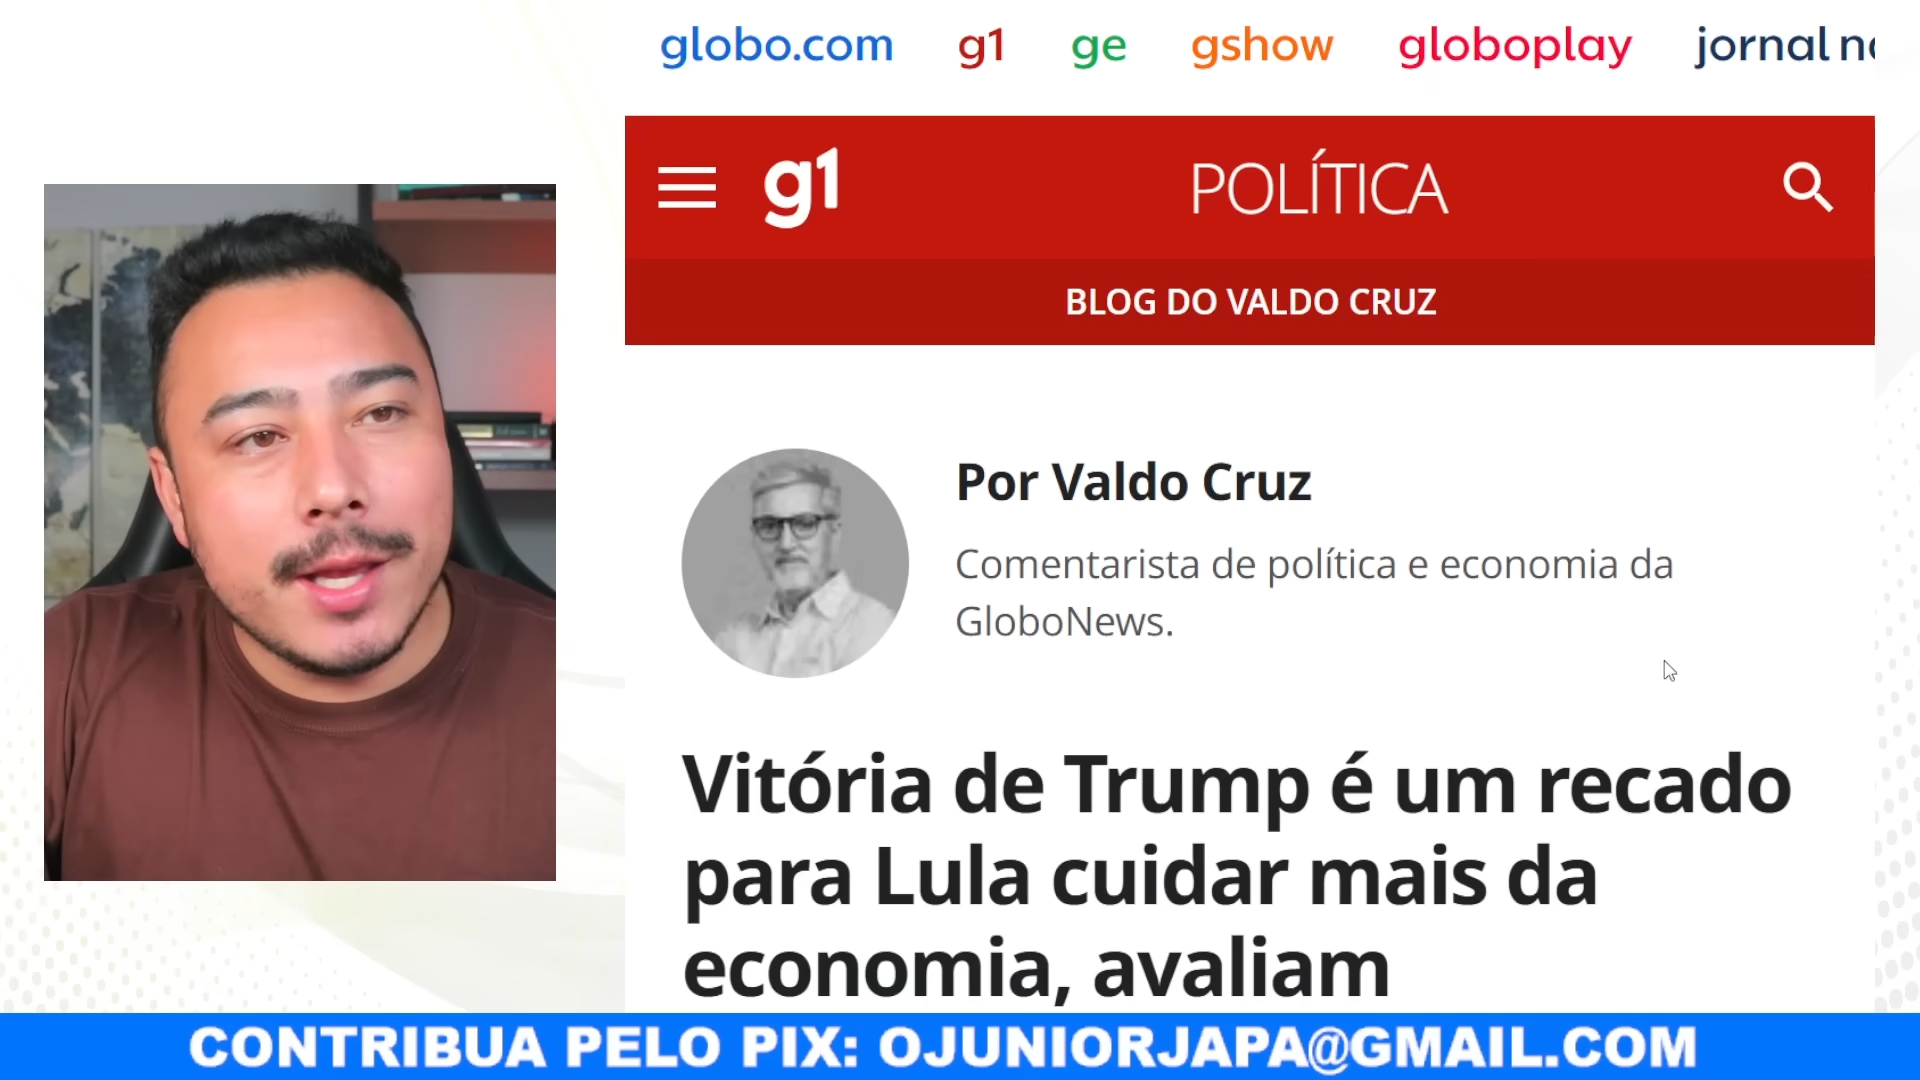 globo.com g1 ge gshow globoplay jornal na
g1 POLÍTICA
BLOG DO VALDO CRUZ
Por Valdo Cruz
Comentarista de política e economia da
GloboNews.
Vitória de Trump é um recado
para Lula cuidar mais da
economia, avaliam
CONTRIBUA PELO PIX: OJUNIORJAPA@GMAIL.COM